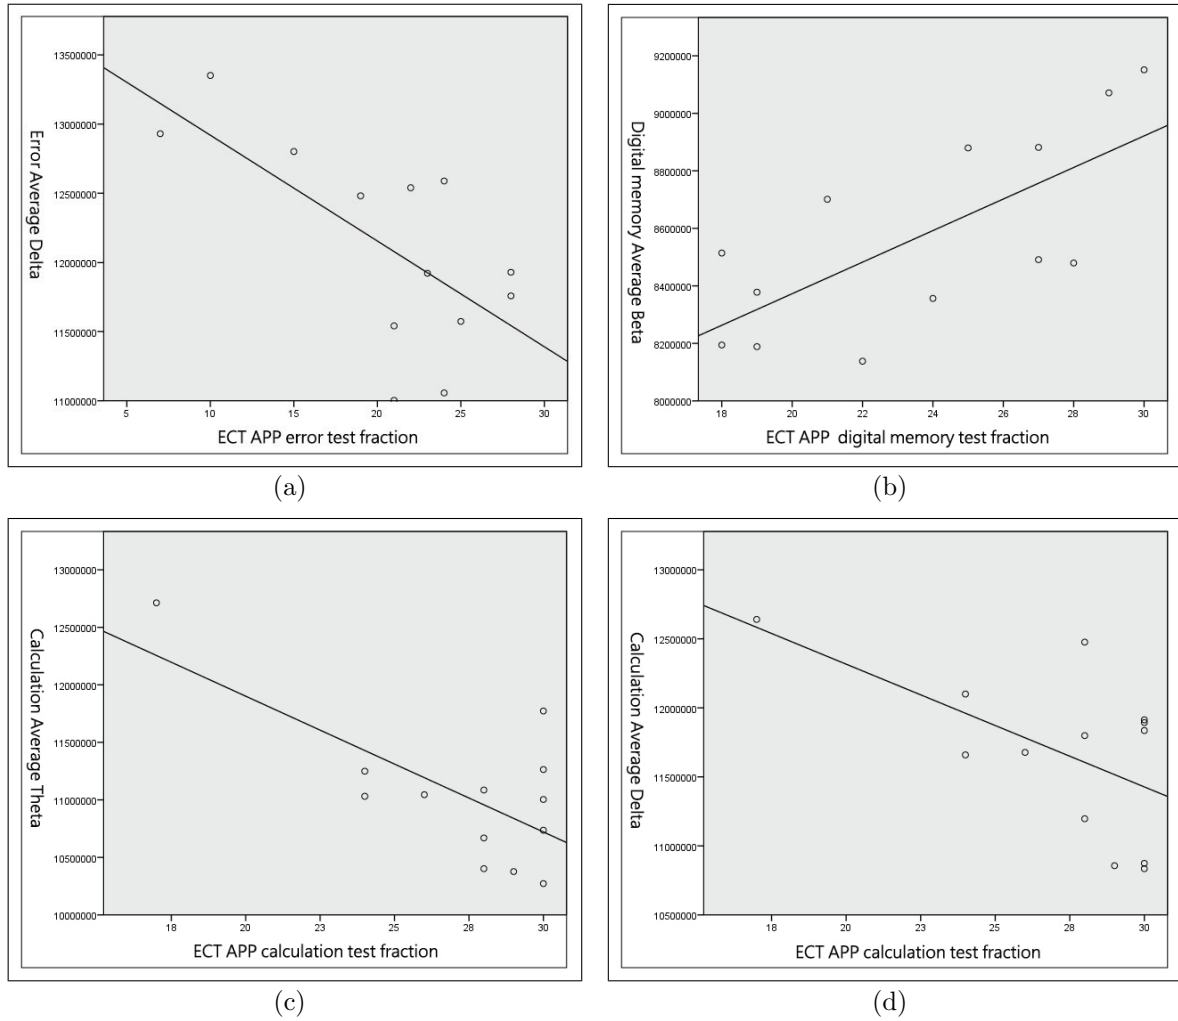 13500000
13000000
12500000
12000000
11500000
11000000
Error Average Delta
5 10 15 20 25 30
ECT APP error test fraction
(a)
9200000
9000000
8800000
8600000
8400000
8200000
8000000
Digital memory Average Beta
18 20 22 24 26 28 30
ECT APP digital memory test fraction
(b)
13000000
12500000
12000000
11500000
11000000
10500000
10000000
Calculation Average Theta
18 20 23 25 28 30
ECT APP calculation test fraction
(c)
13000000
12500000
12000000
11500000
11000000
10500000
Calculation Average Delta
18 20 23 25 28 30
ECT APP calculation test fraction
(d)